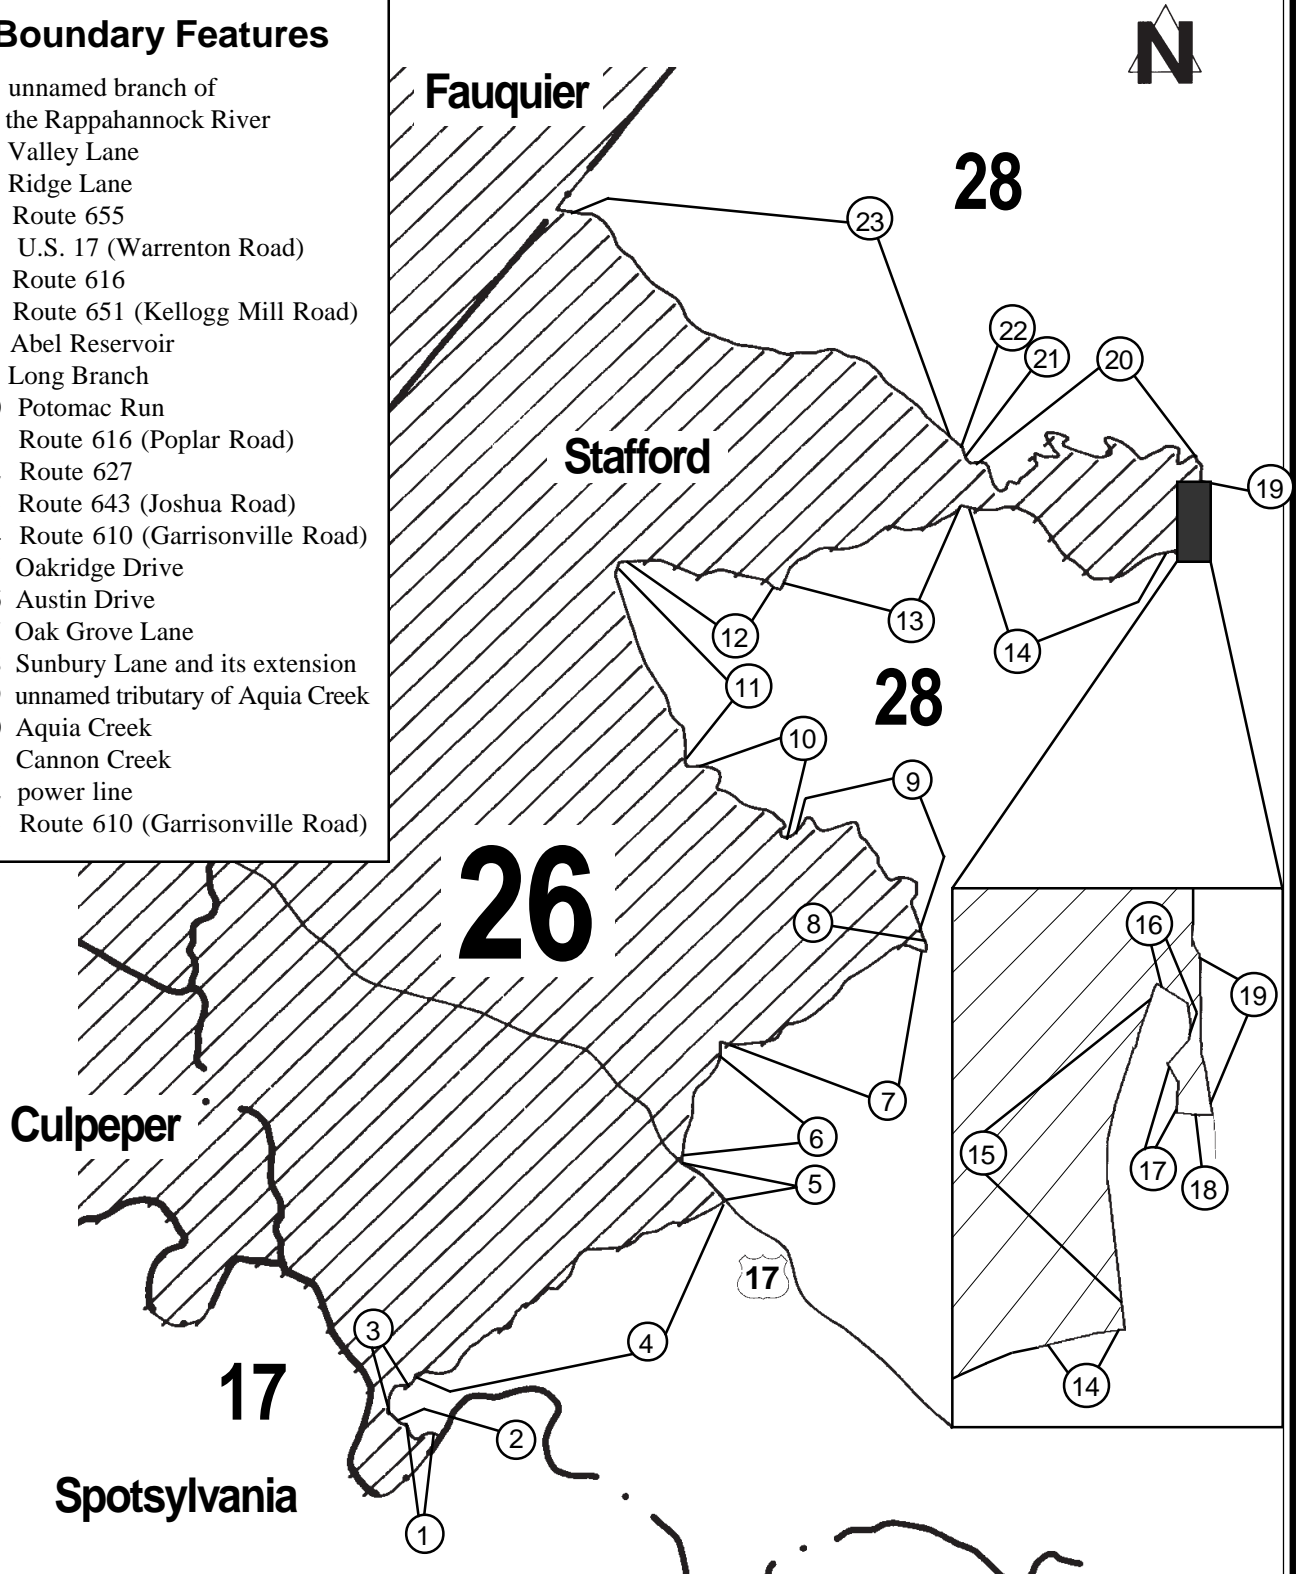 Boundary Features
unnamed branch of
the Rappahannock River
Valley Lane
Ridge Lane
Route 655
U.S. 17 (Warrenton Road)
Route 616
Route 651 (Kellogg Mill Road)
Abel Reservoir
Long Branch
Potomac Run
Route 616 (Poplar Road)
Route 627
Route 643 (Joshua Road)
Route 610 (Garrisonville Road)
Oakridge Drive
Austin Drive
Oak Grove Lane
Sunbury Lane and its extension
unnamed tributary of Aquia Creek
Aquia Creek
Cannon Creek
power line
Route 610 (Garrisonville Road)
N
Fauquier
28
23
22
21
20
Stafford
19
12
13
14
11
28
10
9
26
8
16
19
7
Culpeper
6
15
17
18
5
17
3
4
14
17
2
Spotsylvania
1